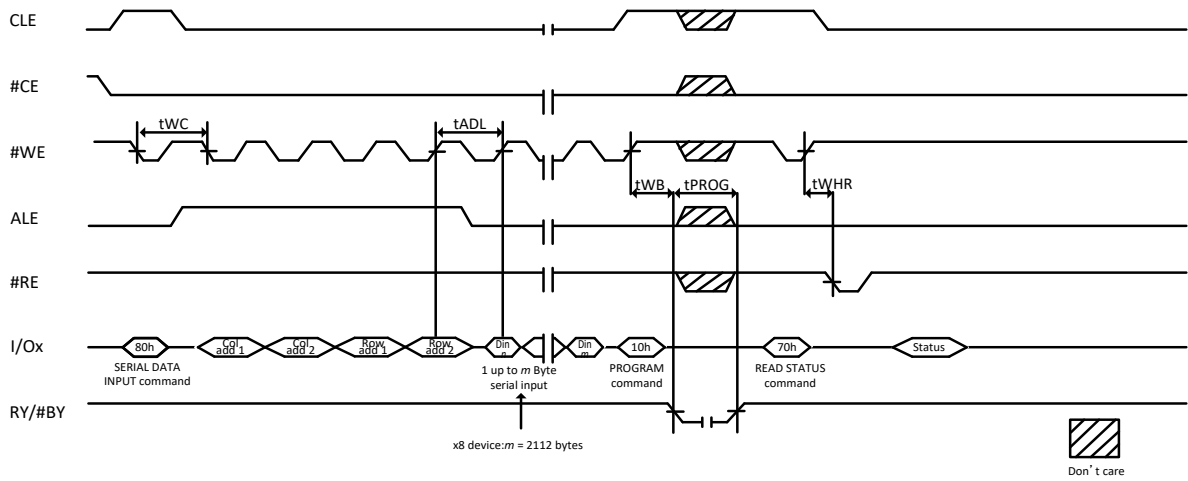 CLE
#CE
tWC
tADL
#WE
tWB
tPROG
tWHR
ALE
#RE
I/Ox
80h
Col add 1
Col add 2
Row add 1
Row add 2
Din n
Din m
10h
70h
Status
SERIAL DATA
INPUT command
1 up to m Byte
serial input
PROGRAM
command
READ STATUS
command
RY/#BY
x8 device:m = 2112 bytes
Don't care